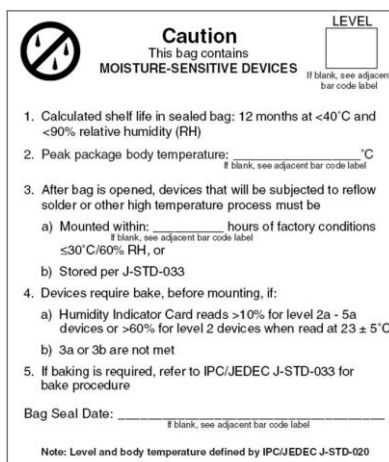 Caution
This bag contains
MOISTURE-SENSITIVE DEVICES
LEVEL
If blank, see adjacent
bar code label
1. Calculated shelf life in sealed bag: 12 months at <40°C and
<90% relative humidity (RH)
2. Peak package body temperature: ____________________°C
If blank, see adjacent bar code label
3. After bag is opened, devices that will be subjected to reflow
solder or other high temperature process must be
a) Mounted within: ___________ hours of factory conditions
If blank, see adjacent bar code label
≤30°C/60% RH, or
b) Stored per J-STD-033
4. Devices require bake, before mounting, if:
a) Humidity Indicator Card reads >10% for level 2a - 5a
devices or >60% for level 2 devices when read at 23 ± 5°C
b) 3a or 3b are not met
5. If baking is required, refer to IPC/JEDEC J-STD-033 for
bake procedure
Bag Seal Date: ____________________________________
If blank, see adjacent bar code label
Note: Level and body temperature defined by IPC/JEDEC J-STD-020